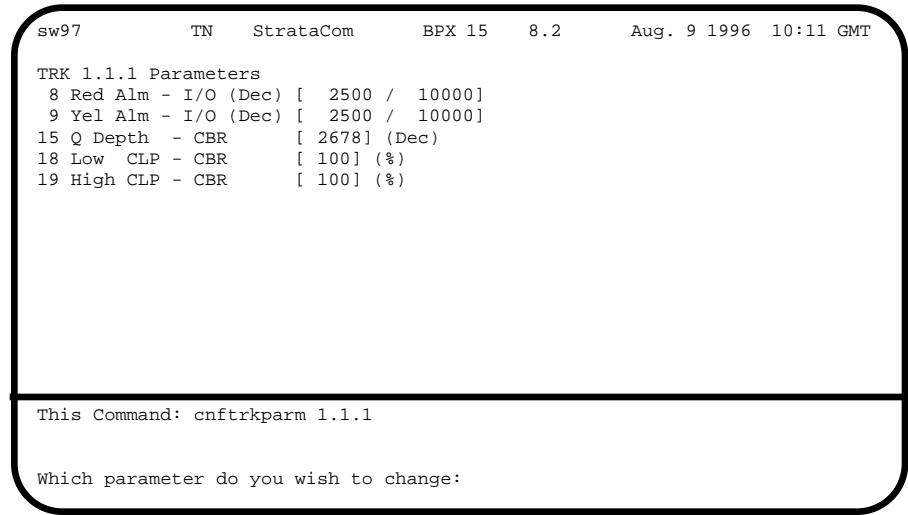 sw97 TN StrataCom BPX 15 8.2 Aug. 9 1996 10:11 GMT
TRK 1.1.1 Parameters
8 Red Alm - I/O (Dec) [ 2500 / 10000]
9 Yel Alm - I/O (Dec) [ 2500 / 10000]
15 Q Depth - CBR [ 2678] (Dec)
18 Low CLP - CBR [ 100] (%)
19 High CLP - CBR [ 100] (%)
This Command: cnftrkparm 1.1.1
Which parameter do you wish to change: